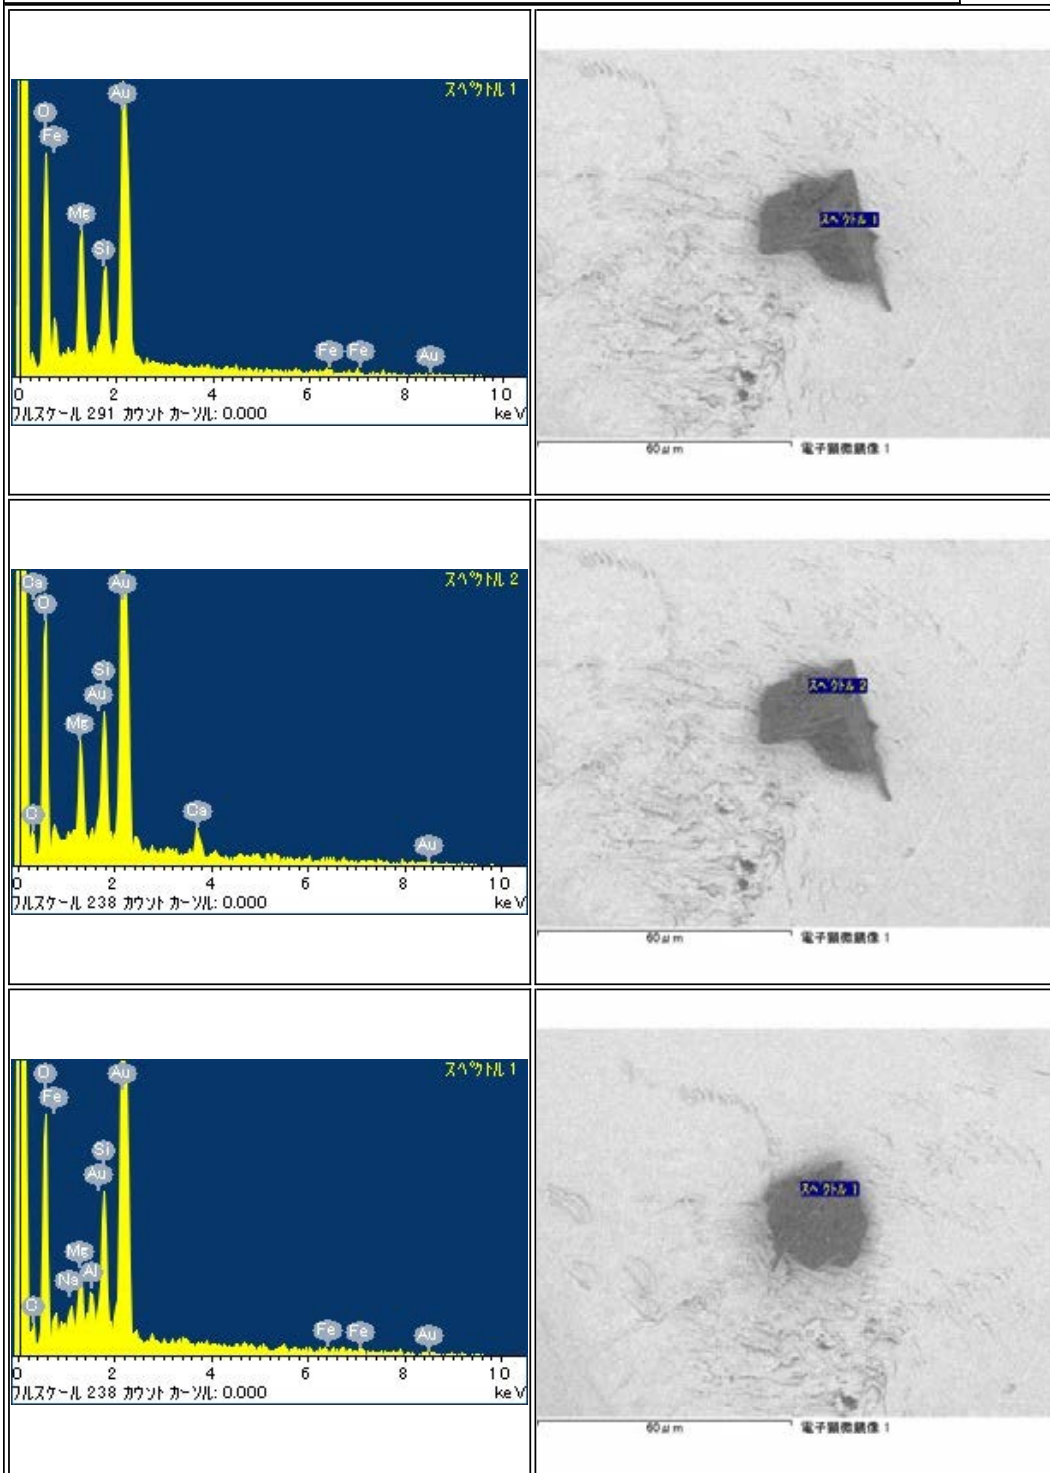 スペクトル 1
Au
O
Fe
Mg
Si
Fe
Fe
Au
0 2 4 6 8 10
フルスケール 291 カウント カーソル: 0.000 keV
スペクトル 1
60μm 電子顕微鏡像 1
スペクトル 2
Ca
Au
O
Si
Au
Mg
C
Ca
Au
0 2 4 6 8 10
フルスケール 238 カウント カーソル: 0.000 keV
スペクトル 2
60μm 電子顕微鏡像 1
スペクトル 1
O
Au
Fe
Si
Au
Mg
Al
Na
C
Fe
Fe
Au
0 2 4 6 8 10
フルスケール 238 カウント カーソル: 0.000 keV
スペクトル 1
60μm 電子顕微鏡像 1